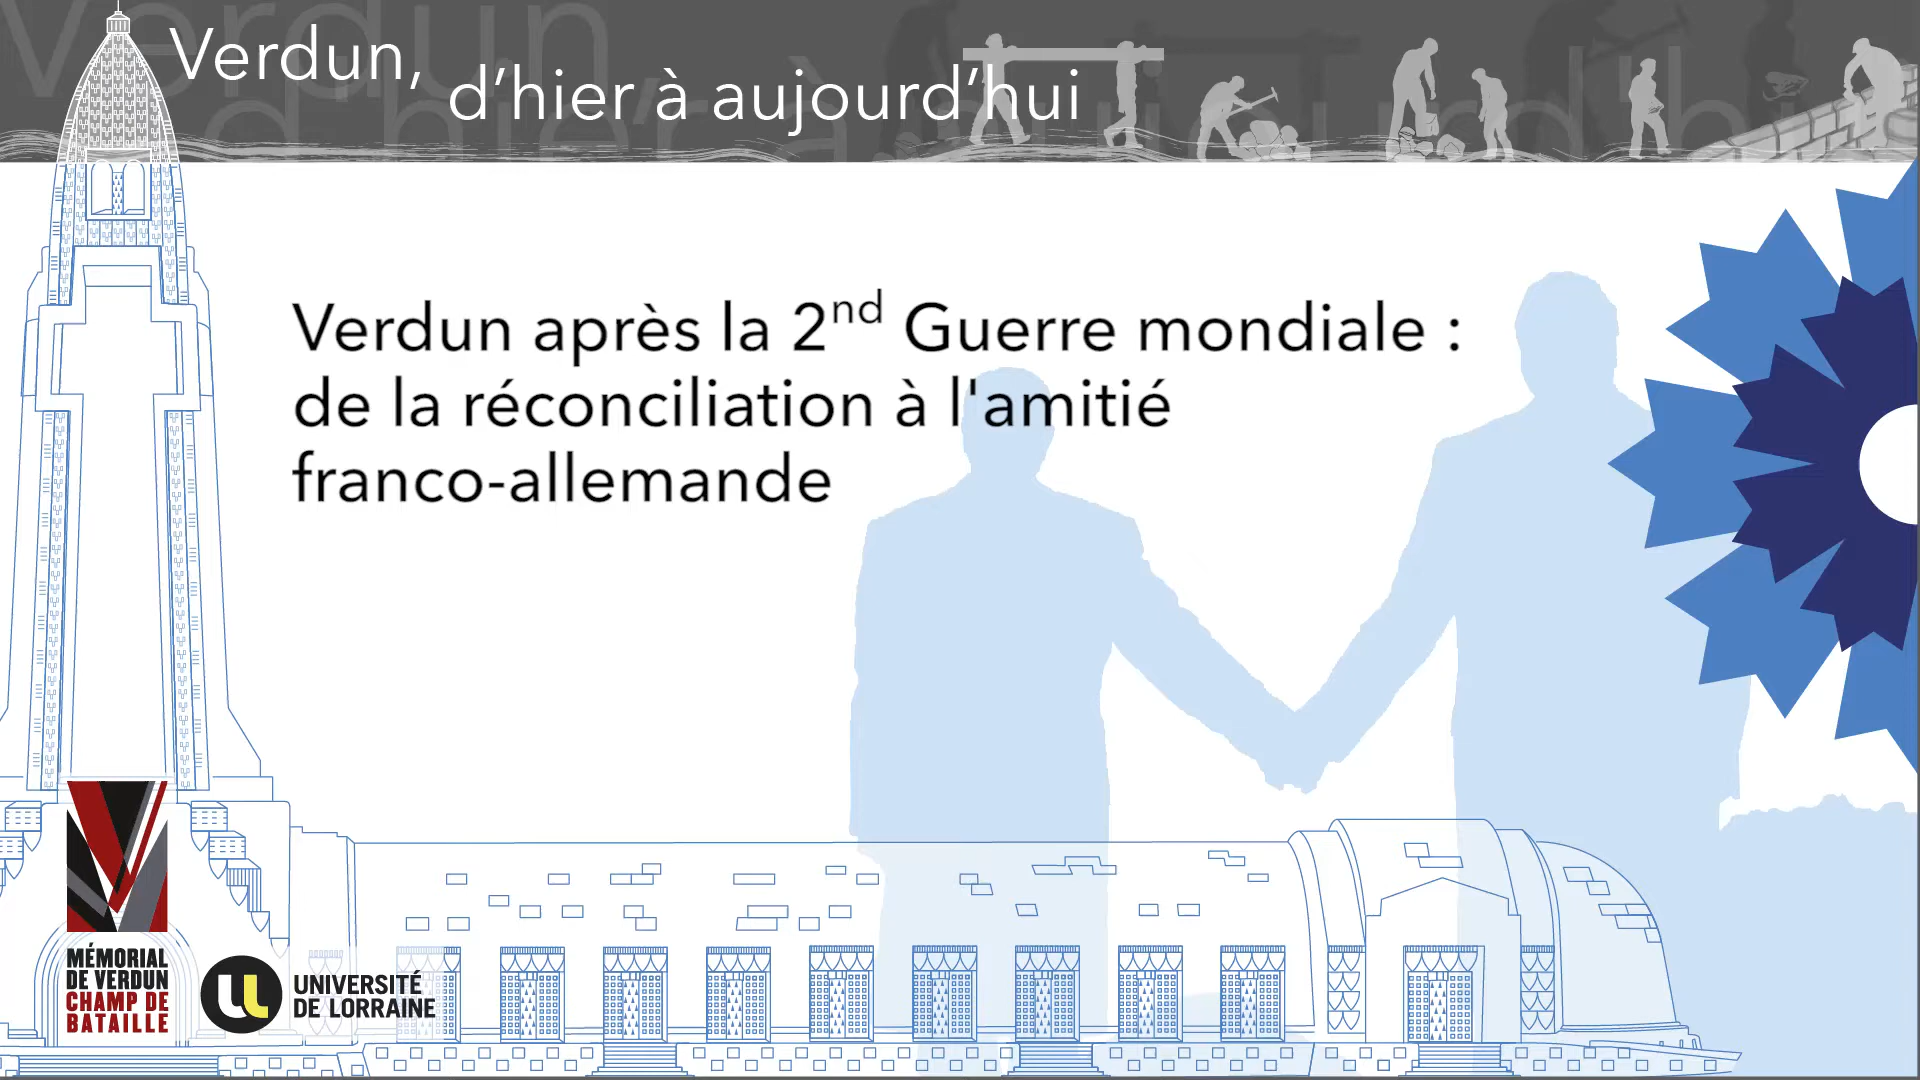 Verdun, d’hier à aujourd’hui
Verdun après la 2nd Guerre mondiale :
de la réconciliation à l'amitié
franco-allemande
MÉMORIAL
DE VERDUN
CHAMP DE
BATAILLE
UNIVERSITÉ
DE LORRAINE